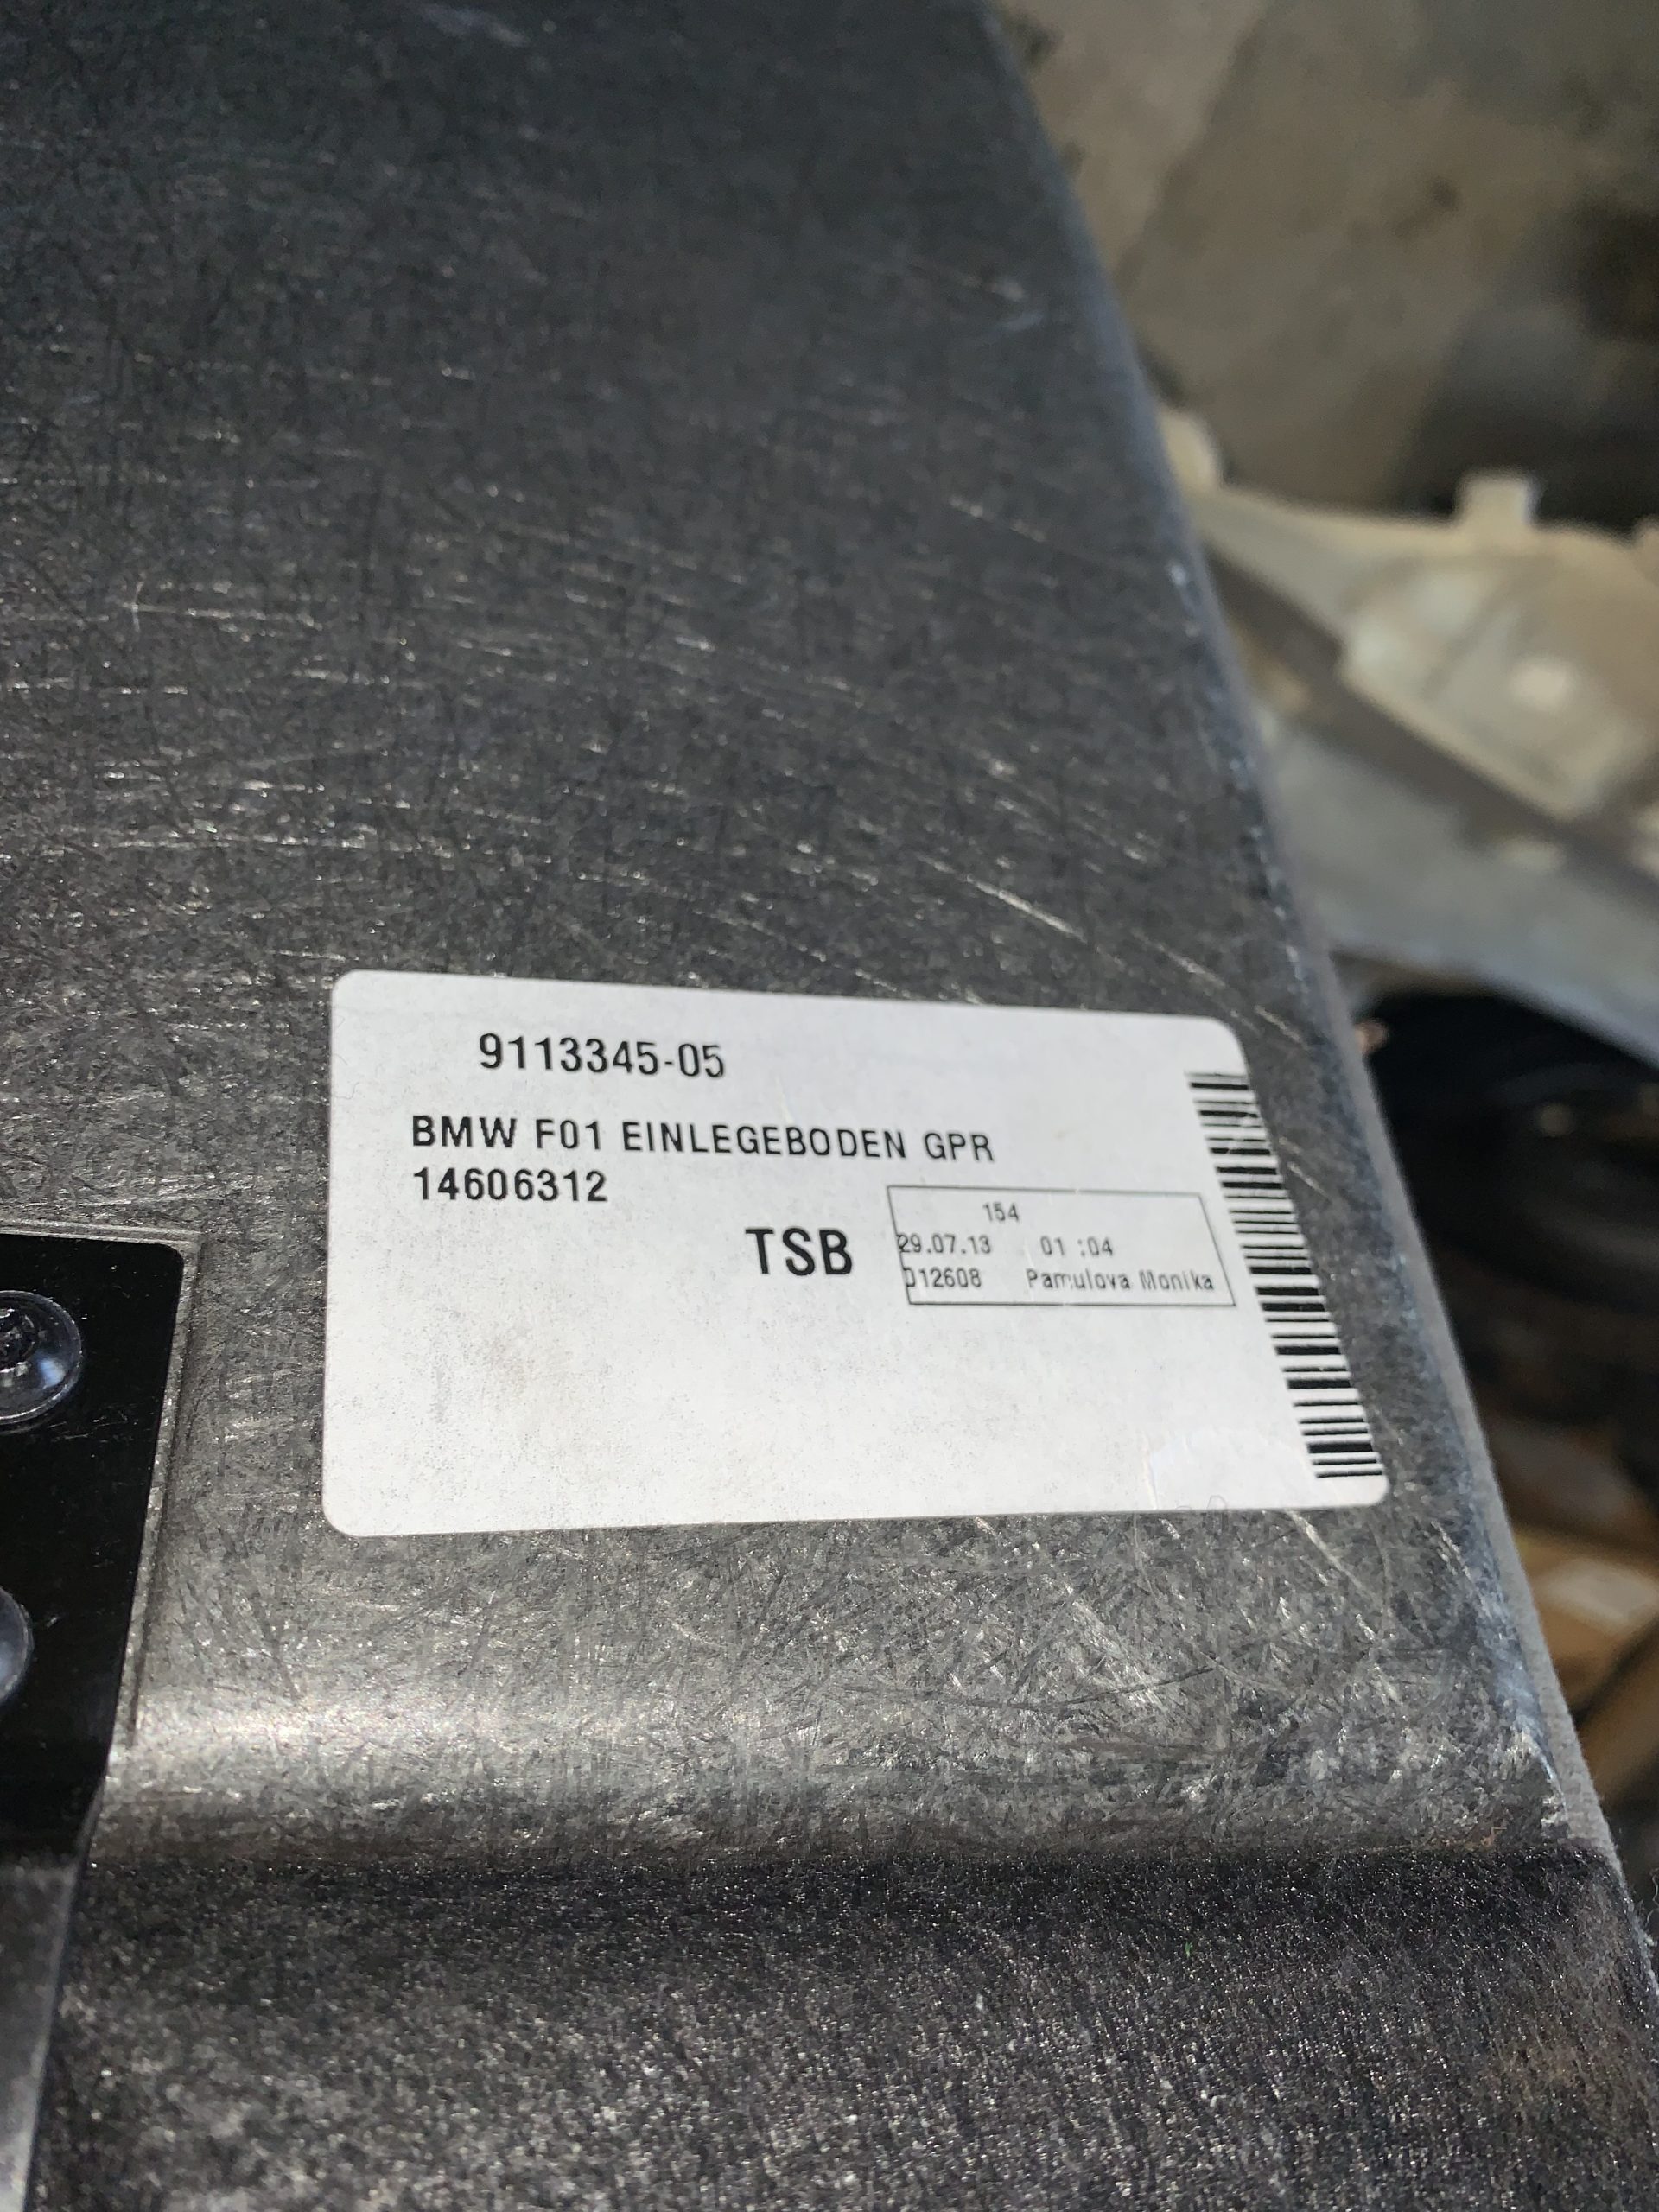 9113345-05
BMW F01 EINLEGEBODEN GPR
14606312
TSB
154
29.07.13 01 :04
D12608 Pamulova Monika